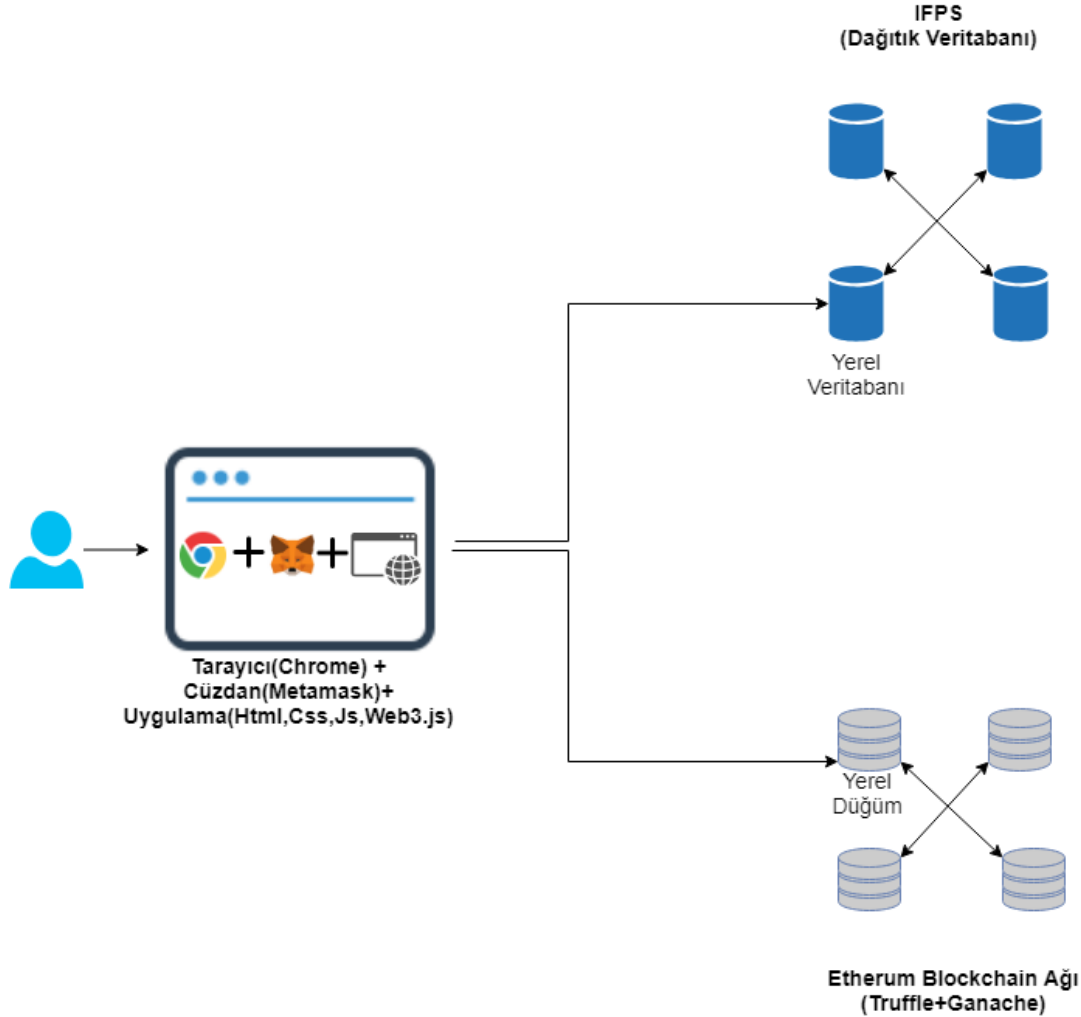 IFPS
(Dağıtık Veritabanı)
Yerel
Veritabanı
Tarayıcı(Chrome) +
Cüzdan(Metamask)+
Uygulama(Html,Css,Js,Web3.js)
Yerel
Düğüm
Etherum Blockchain Ağı
(Truffle+Ganache)